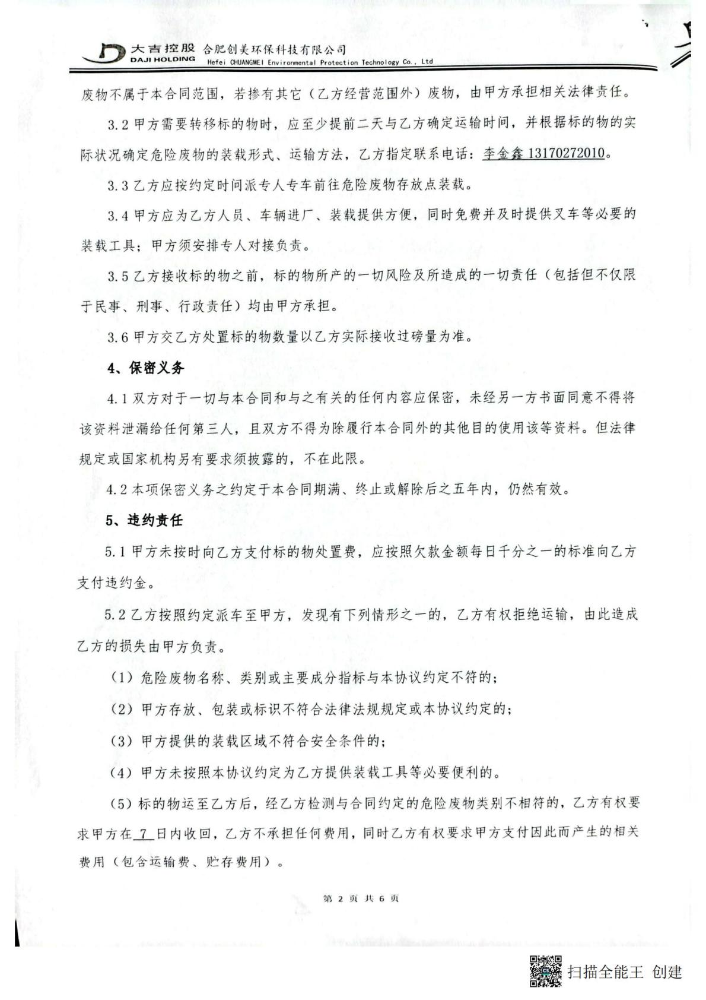 大吉控股 合肥创美环保科技有限公司
DAJI HOLDING Hefei CHUANGMEI Environmental Protection Technology Co., Ltd
废物不属于本合同范围，若掺有其它（乙方经营范围外）废物，由甲方承担相关法律责任。
3.2 甲方需要转移标的物时，应至少提前二天与乙方确定运输时间，并根据标的物的实
际状况确定危险废物的装载形式、运输方法，乙方指定联系电话：李金鑫 13170272010。
3.3 乙方应按约定时间派专人专车前往危险废物存放点装载。
3.4 甲方应为乙方人员、车辆进厂、装载提供方便，同时免费并及时提供叉车等必要的
装载工具；甲方须安排专人对接负责。
3.5 乙方接收标的物之前，标的物所产的一切风险及所造成的一切责任（包括但不仅限
于民事、刑事、行政责任）均由甲方承担。
3.6 甲方交乙方处置标的物数量以乙方实际接收过磅量为准。
4、保密义务
4.1 双方对于一切与本合同和与之有关的任何内容应保密，未经另一方书面同意不得将
该资料泄漏给任何第三人，且双方不得为除履行本合同外的其他目的使用该等资料。但法律
规定或国家机构另有要求须披露的，不在此限。
4.2 本项保密义务之约定于本合同期满、终止或解除后之五年内，仍然有效。
5、违约责任
5.1 甲方未按时向乙方支付标的物处置费，应按照欠款金额每日千分之一的标准向乙方
支付违约金。
5.2 乙方按照约定派车至甲方，发现有下列情形之一的，乙方有权拒绝运输，由此造成
乙方的损失由甲方负责。
（1）危险废物名称、类别或主要成分指标与本协议约定不符的；
（2）甲方存放、包装或标识不符合法律法规规定或本协议约定的；
（3）甲方提供的装载区域不符合安全条件的；
（4）甲方未按照本协议约定为乙方提供装载工具等必要便利的。
（5）标的物运至乙方后，经乙方检测与合同约定的危险废物类别不相符的，乙方有权要
求甲方在 7 日内收回，乙方不承担任何费用，同时乙方有权要求甲方支付因此而产生的相关
费用（包含运输费、贮存费用）。
第 2 页 共 6 页
扫描全能王 创建